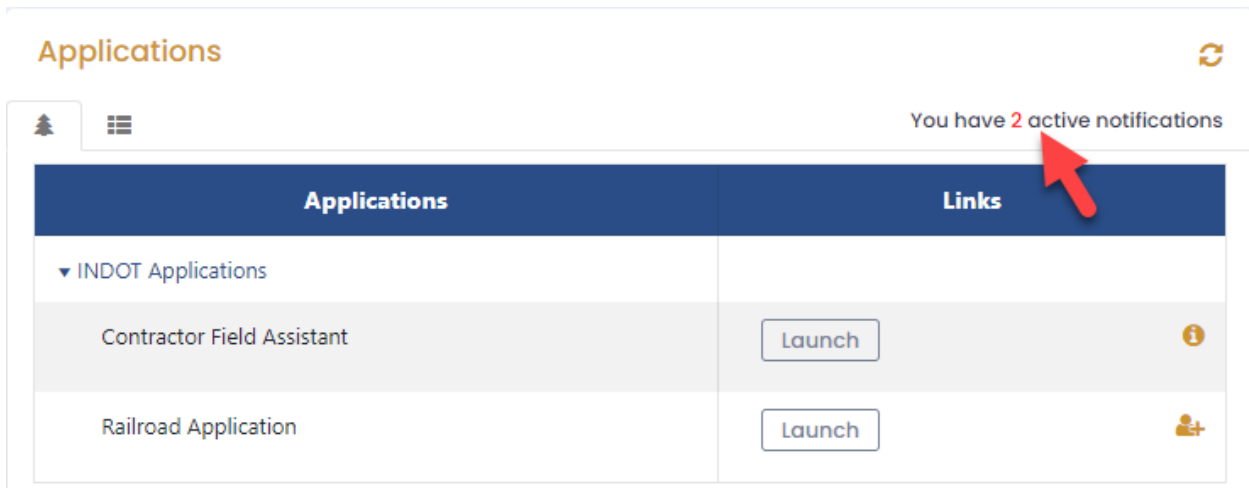 Applications
You have 2 active notifications
Applications Links
INDOT Applications
Contractor Field Assistant Launch
Railroad Application Launch